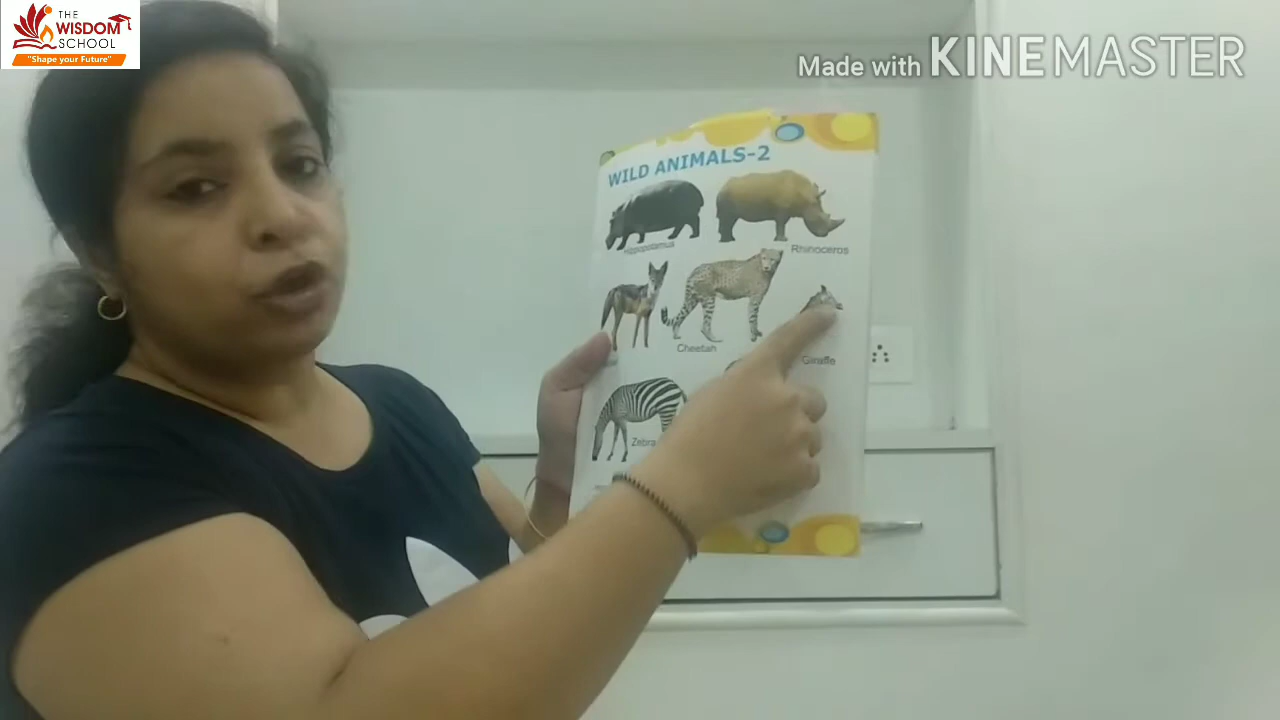 THE
WISDOM
SCHOOL
"Shape your Future"
Made with KINEMASTER
WILD ANIMALS-2
Hippopotamus
Rhinoceros
Cheetah
Giraffe
Zebra